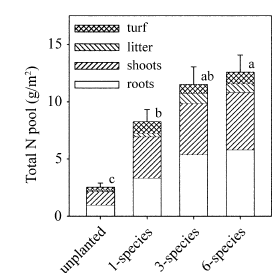 turf
litter
shoots
roots
Total N pool (g/m²)
15
10
5
0
c
b
ab
a
unplanted
1-species
3-species
6-species